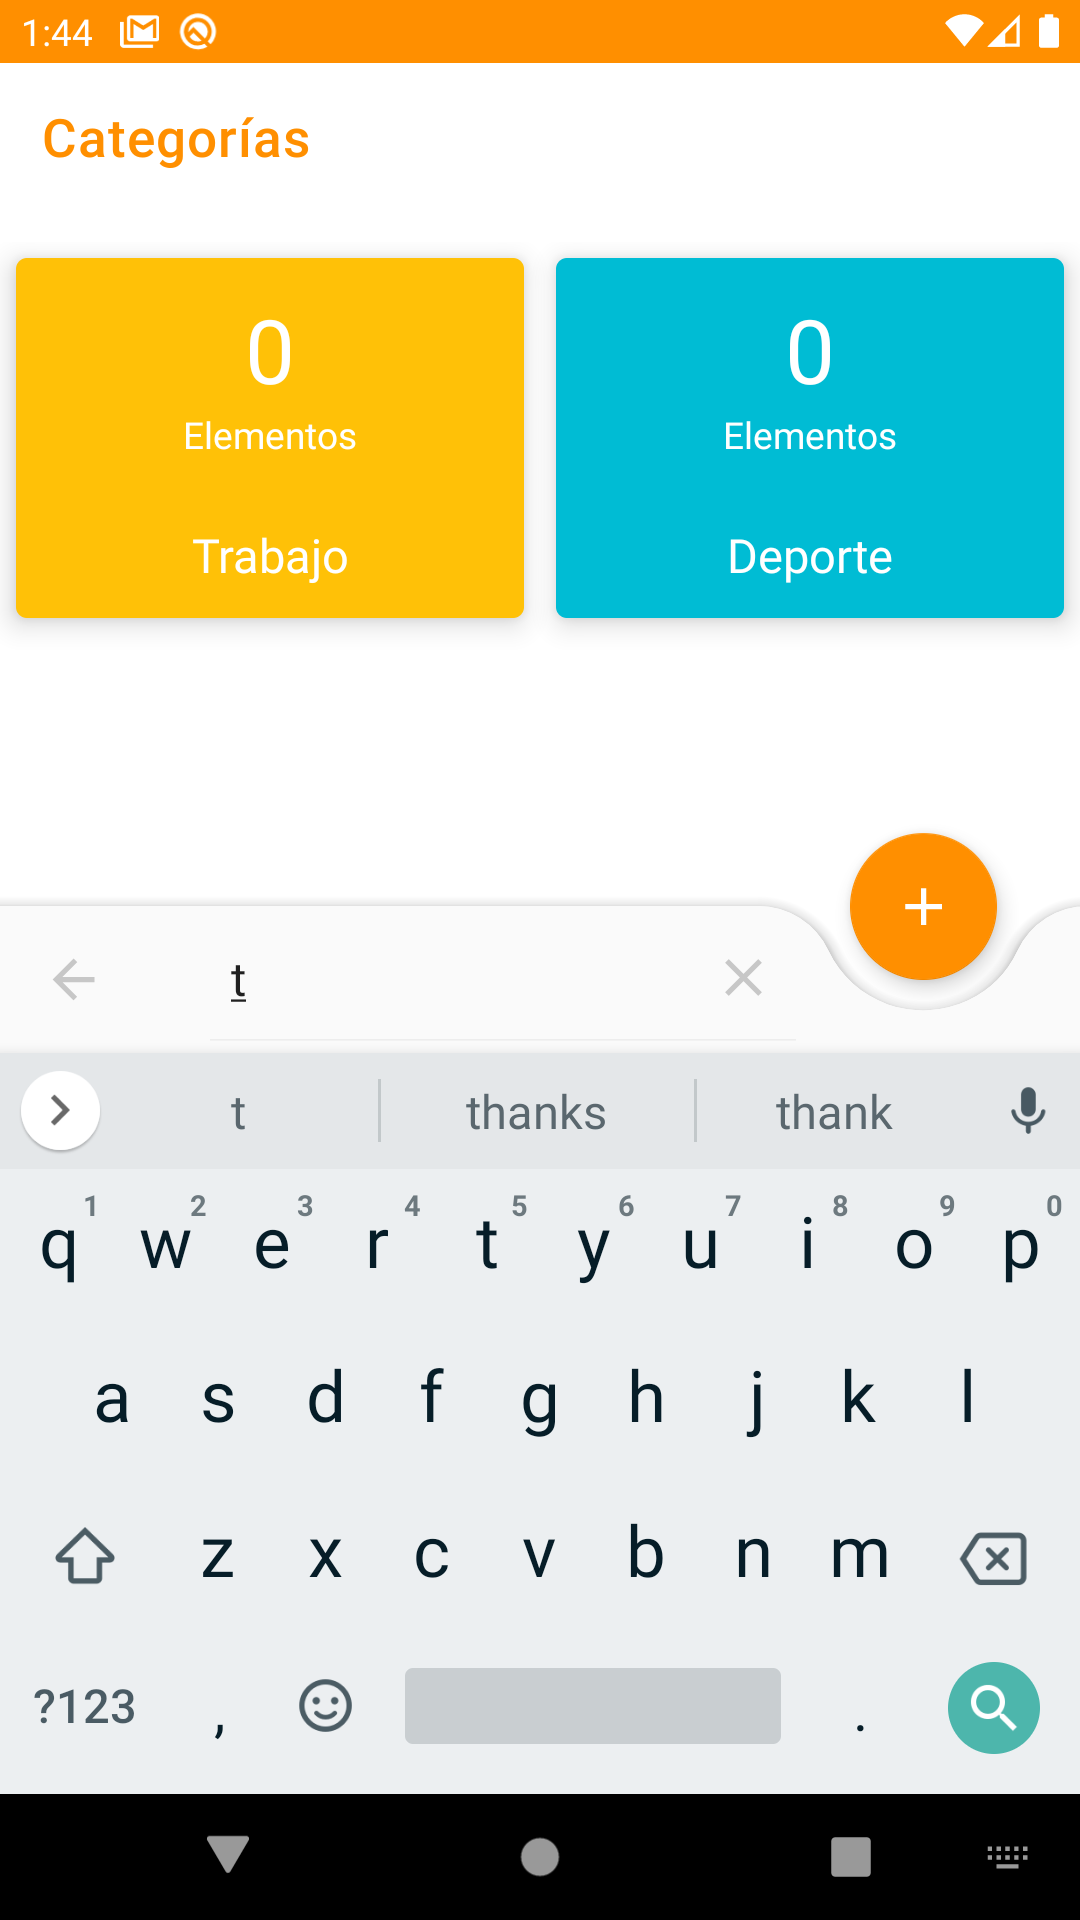 1:44
Categorías
0
Elementos
Trabajo
0
Elementos
Deporte
t
t thanks thank
1 2 3 4 5 6 7 8 9 0
q w e r t y u i o p
a s d f g h j k l
z x c v b n m
?123 , .